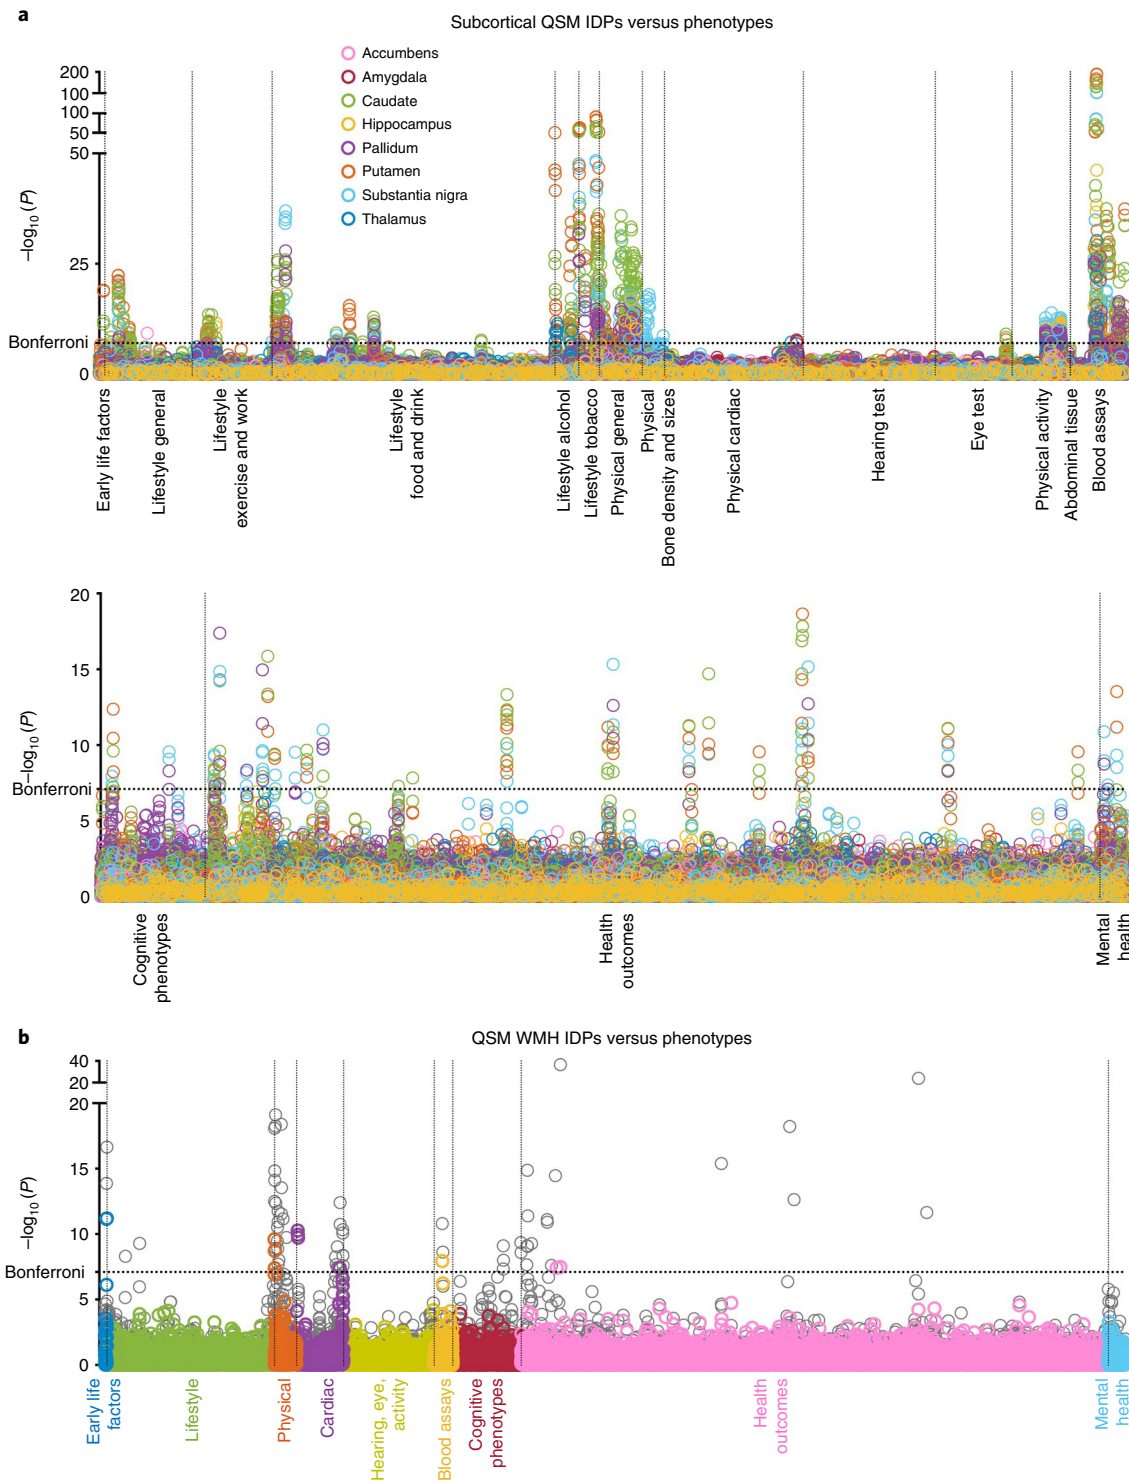 a
Subcortical QSM IDPs versus phenotypes
Accumbens
Amygdala
Caudate
Hippocampus
Pallidum
Putamen
Substantia nigra
Thalamus
200
100
100
50
50
25
Bonferroni
0
–log10 (P)
Early life factors
Lifestyle general
Lifestyle
exercise and work
Lifestyle
food and drink
Lifestyle alcohol
Lifestyle tobacco
Physical general
Physical
Bone density and sizes
Physical cardiac
Hearing test
Eye test
Physical activity
Abdominal tissue
Blood assays
20
15
10
Bonferroni
5
0
–log10 (P)
Cognitive
phenotypes
Health
outcomes
Mental
health
b
QSM WMH IDPs versus phenotypes
40
20
20
15
10
Bonferroni
5
0
–log10 (P)
Early life
factors
Lifestyle
Physical
Cardiac
Hearing, eye,
activity
Blood assays
Cognitive
phenotypes
Health
outcomes
Mental
health